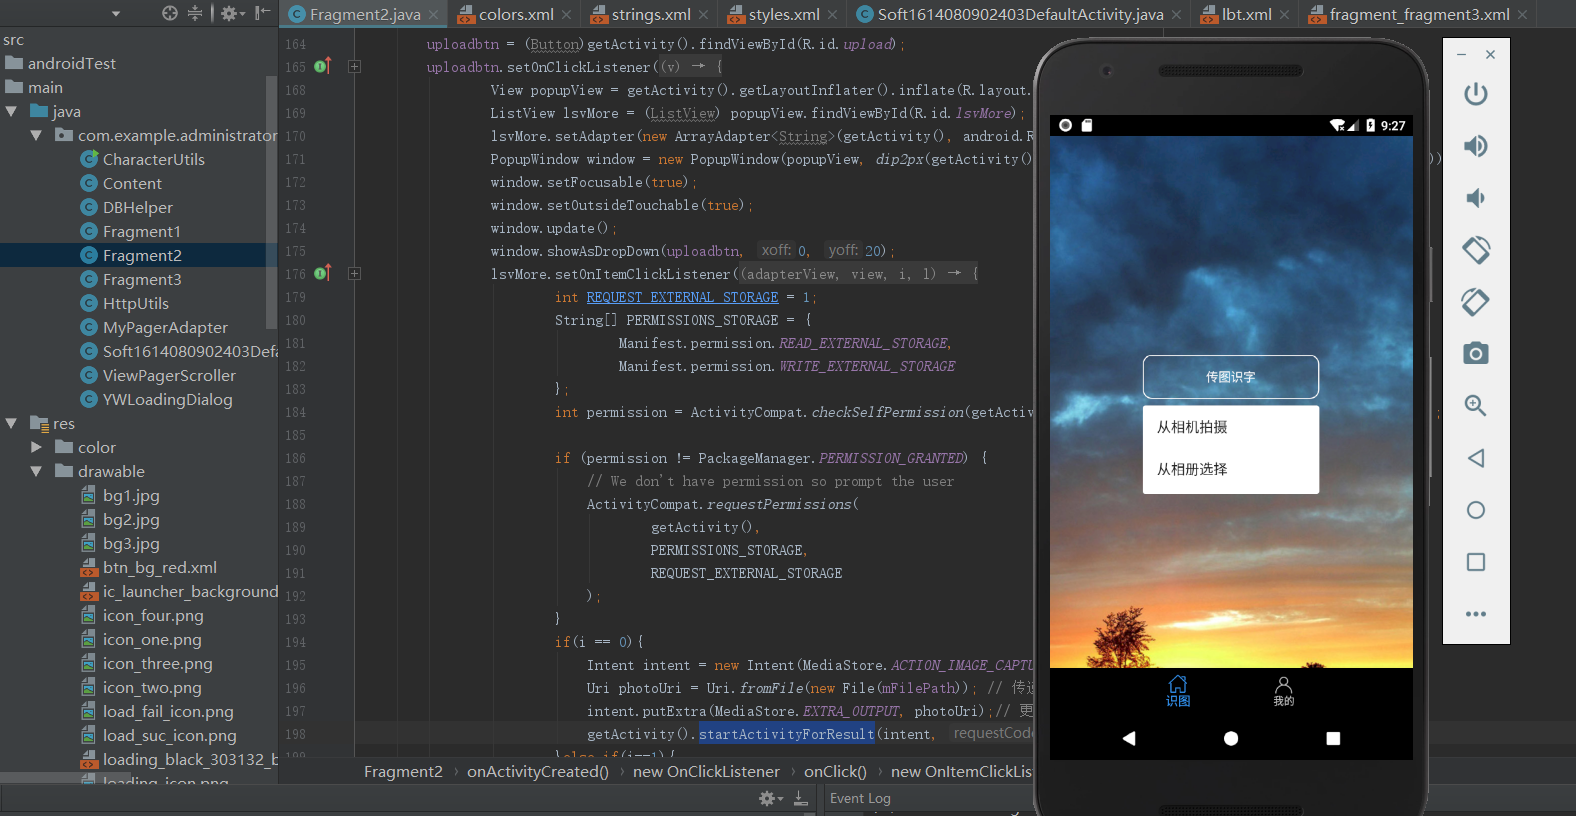 Fragment2.java
colors.xml
strings.xml
styles.xml
Soft1614080902403DefaultActivity.java
lbt.xml
fragment_fragment3.xml
src
androidTest
main
java
com.example.administrator
CharacterUtils
Content
DBHelper
Fragment1
Fragment2
Fragment3
HttpUtils
MyPagerAdapter
Soft1614080902403Defa
ViewPagerScroller
YWLoadingDialog
res
color
drawable
bg1.jpg
bg2.jpg
bg3.jpg
btn_bg_red.xml
ic_launcher_background
icon_four.png
icon_one.png
icon_three.png
icon_two.png
load_fail_icon.png
load_suc_icon.png
loading_black_303132_b
loading_icon.png
164 uploadbtn = (Button)getActivity().findViewById(R.id.upload);
165 uploadbtn.setOnClickListener((v) → {
168 View popupView = getActivity().getLayoutInflater().inflate(R.layout.
169 ListView lsvMore = (ListView) popupView.findViewById(R.id.lsvMore);
170 lsvMore.setAdapter(new ArrayAdapter<String>(getActivity(), android.R
171 PopupWindow window = new PopupWindow(popupView, dip2px(getActivity() ))
172 window.setFocusable(true);
173 window.setOutsideTouchable(true);
174 window.update();
175 window.showAsDropDown(uploadbtn, xoff: 0, yoff: 20);
176 lsvMore.setOnItemClickListener((adapterView, view, i, l) → {
179 int REQUEST_EXTERNAL_STORAGE = 1;
180 String[] PERMISSIONS_STORAGE = {
181 Manifest.permission.READ_EXTERNAL_STORAGE,
182 Manifest.permission.WRITE_EXTERNAL_STORAGE
183 };
184 int permission = ActivityCompat.checkSelfPermission(getActiv ;
185
186 if (permission != PackageManager.PERMISSION_GRANTED) {
187 // We don't have permission so prompt the user
188 ActivityCompat.requestPermissions(
189 getActivity(),
190 PERMISSIONS_STORAGE,
191 REQUEST_EXTERNAL_STORAGE
192 );
193 }
194 if(i == 0){
195 Intent intent = new Intent(MediaStore.ACTION_IMAGE_CAPTU
196 Uri photoUri = Uri.fromFile(new File(mFilePath)); // 传
197 intent.putExtra(MediaStore.EXTRA_OUTPUT, photoUri);// 更
198 getActivity().startActivityForResult(intent, requestCode
199 }else if(i==1){
Fragment2 › onActivityCreated() › new OnClickListener › onClick() › new OnItemClickLis
Event Log
9:27
传图识字
从相机拍摄
从相册选择
识图
我的